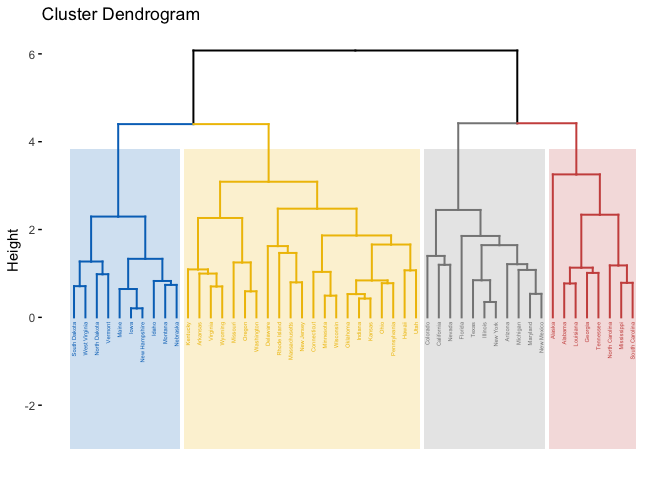 Cluster Dendrogram
6
4
2
0
-2
Height
South Dakota
West Virginia
North Dakota
Vermont
Maine
Iowa
New Hampshire
Idaho
Montana
Nebraska
Kentucky
Arkansas
Virginia
Wyoming
Missouri
Oregon
Washington
Delaware
Rhode Island
Massachusetts
New Jersey
Connecticut
Minnesota
Wisconsin
Oklahoma
Indiana
Kansas
Ohio
Pennsylvania
Hawaii
Utah
Colorado
California
Nevada
Florida
Texas
Illinois
New York
Arizona
Michigan
Maryland
New Mexico
Alaska
Alabama
Louisiana
Georgia
Tennessee
North Carolina
Mississippi
South Carolina